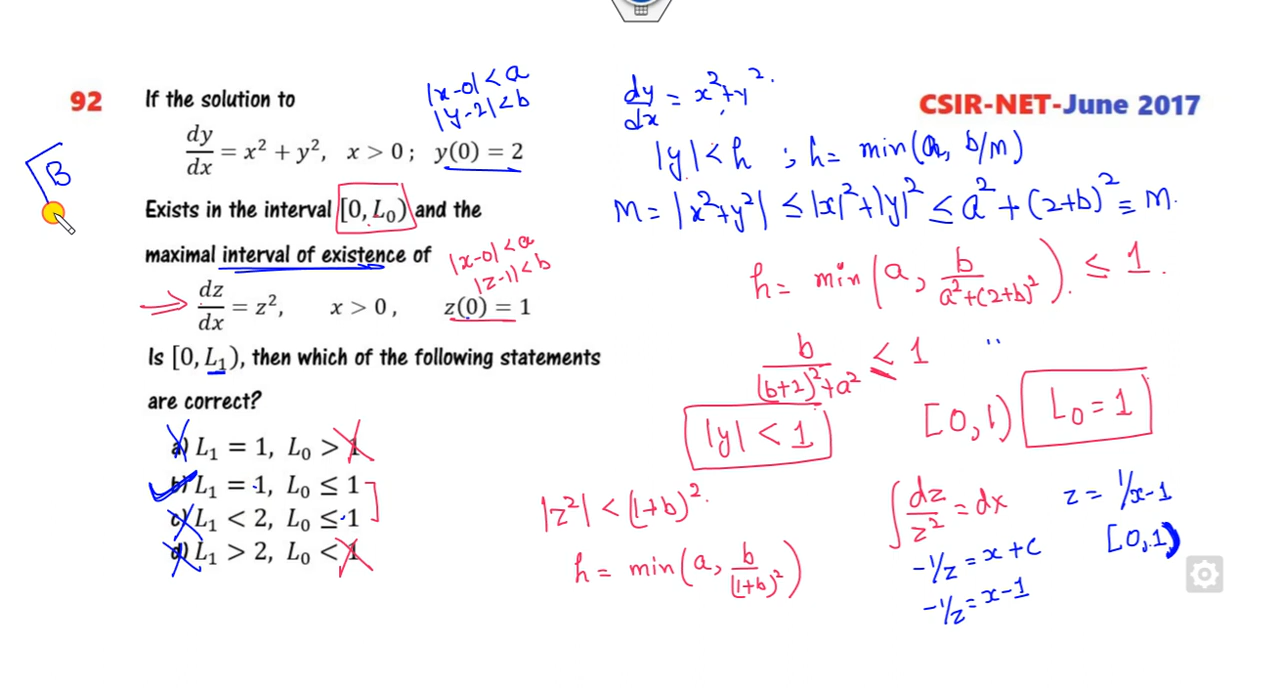 92 If the solution to
dy/dx = x² + y², x > 0; y(0) = 2
Exists in the interval [0, L₀) and the
maximal interval of existence of
dz/dx = z², x > 0, z(0) = 1
Is [0, L₁), then which of the following statements
are correct?
a) L₁ = 1, L₀ > 1
b) L₁ = 1, L₀ ≤ 1
c) L₁ < 2, L₀ ≤ 1
d) L₁ > 2, L₀ < 1
B
|x-0| < a
|y-2| < b
|x-0| < a
|z-1| < b
CSIR-NET-June 2017
dy/dx = x² + y².
|y| < h ; h = min(a, b/m)
m = |x²+y²| ≤ |x|²+|y|² ≤ a² + (2+b)² = m.
h = min(a, b/(a²+(2+b)²)). ≤ 1.
b/((b+2)²+a²) ≤ 1
|y| < 1
[0,1) L₀ = 1
|z²| < (1+b)².
h = min(a, b/(1+b)²)
∫ dz/z² = dx
-1/z = x + c
-1/z = x-1
z = 1/x-1
[0,1)